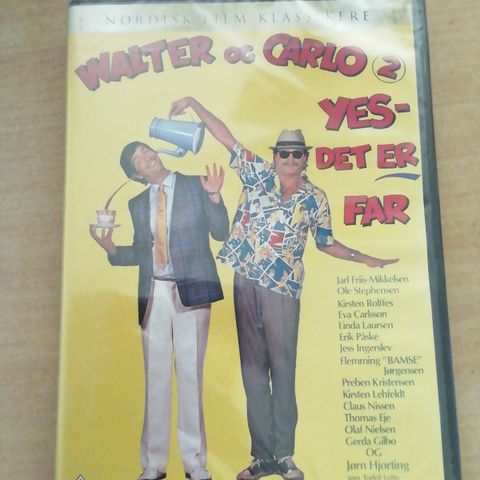 NORDISK FILM KLASSIKERE
WALTER OG CARLO 2
YES-
DET ER
FAR
Jarl Friis-Mikkelsen
Ole Stephensen
Kirsten Rolffes
Eva Carlsson
Linda Laursen
Erik Påske
Jess Ingerslev
Flemming "BAMSE"
Jørgensen
Preben Kristensen
Kirsten Lehfeldt
Claus Nissen
Thomas Eje
Olaf Nielsen
Gerda Gilbo
OG
Jørn Hjorting
som